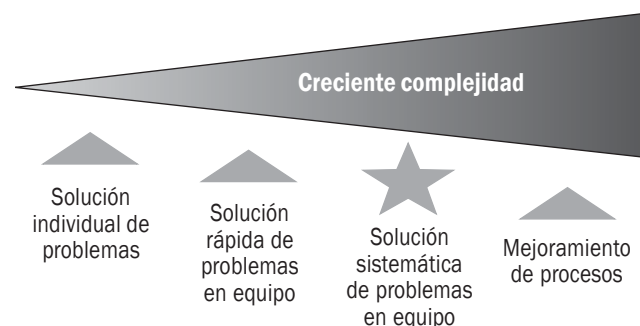 Creciente complejidad
Solución
individual de
problemas
Solución
rápida de
problemas
en equipo
Solución
sistemática
de problemas
en equipo
Mejoramiento
de procesos